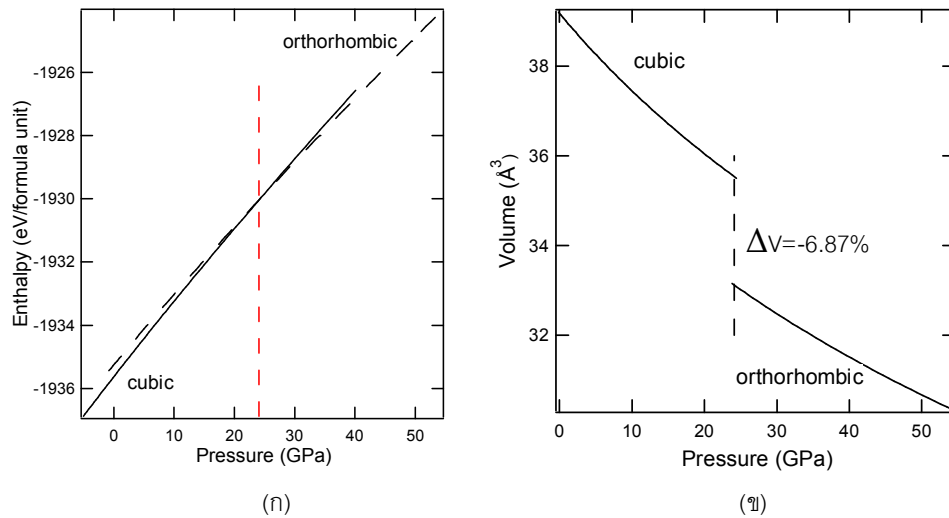 orthorhombic
-1926
-1928
-1930
-1932
-1934
-1936
Enthalpy (eV/formula unit)
cubic
0 10 20 30 40 50
Pressure (GPa)
(ก)
38
36
34
32
Volume (Å³)
cubic
ΔV=-6.87%
orthorhombic
0 10 20 30 40 50
Pressure (GPa)
(ข)